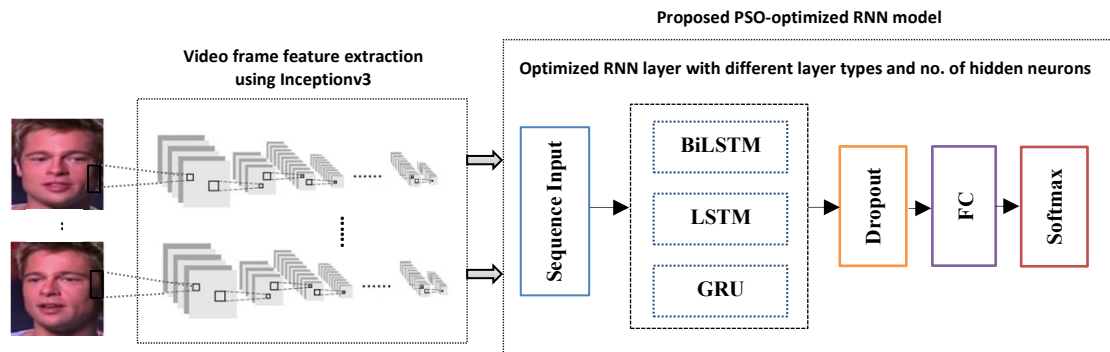 Proposed PSO-optimized RNN model
Video frame feature extraction
using Inceptionv3
Optimized RNN layer with different layer types and no. of hidden neurons
Sequence Input
BiLSTM
LSTM
GRU
Dropout
FC
Softmax